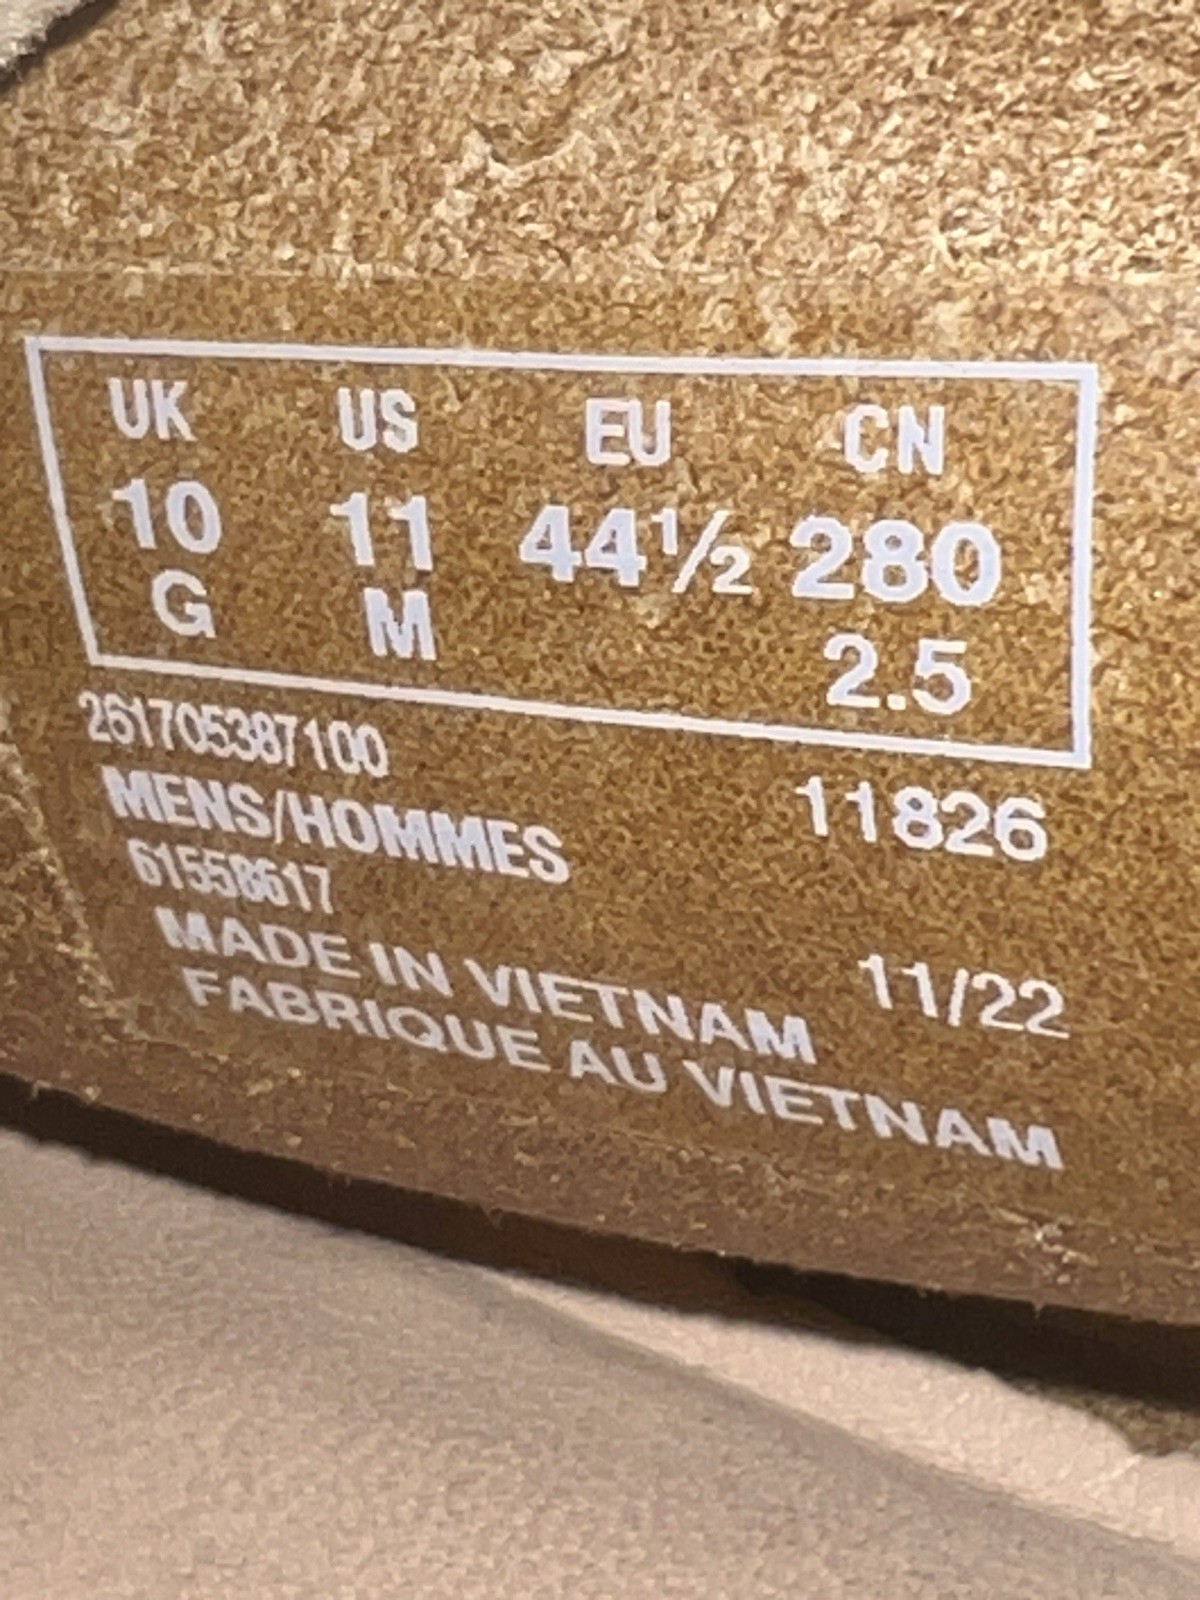 UK US EU CN
10 11 44½ 280
G M 2.5
261705387100
MENS/HOMMES 11826
61558617
MADE IN VIETNAM 11/22
FABRIQUE AU VIETNAM